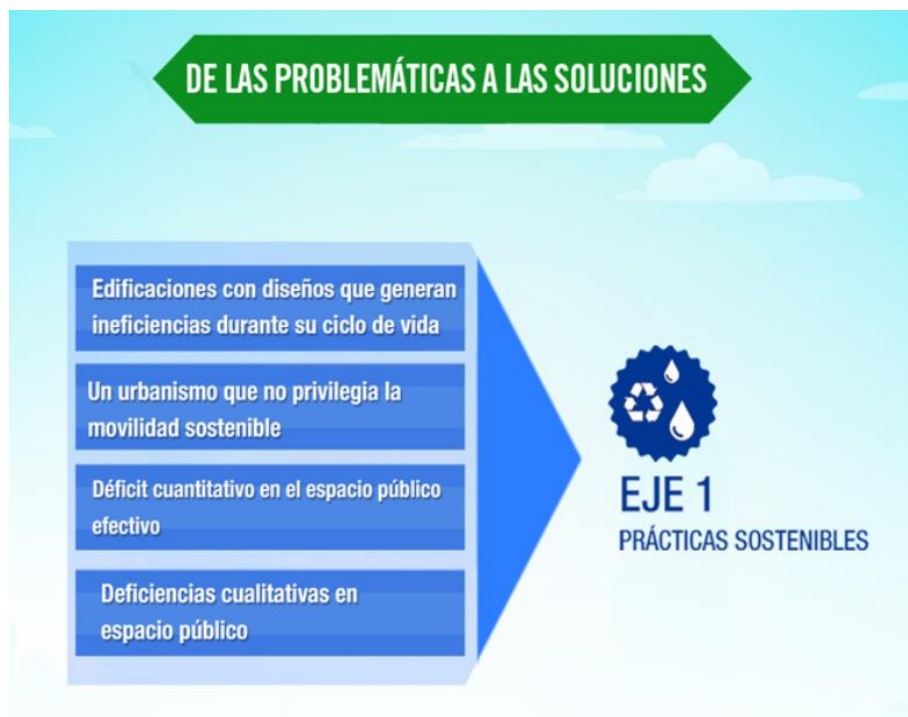 DE LAS PROBLEMÁTICAS A LAS SOLUCIONES
Edificaciones con diseños que generan
ineficiencias durante su ciclo de vida
Un urbanismo que no privilegia la
movilidad sostenible
Déficit cuantitativo en el espacio público
efectivo
Deficiencias cualitativas en
espacio público
EJE 1
PRÁCTICAS SOSTENIBLES